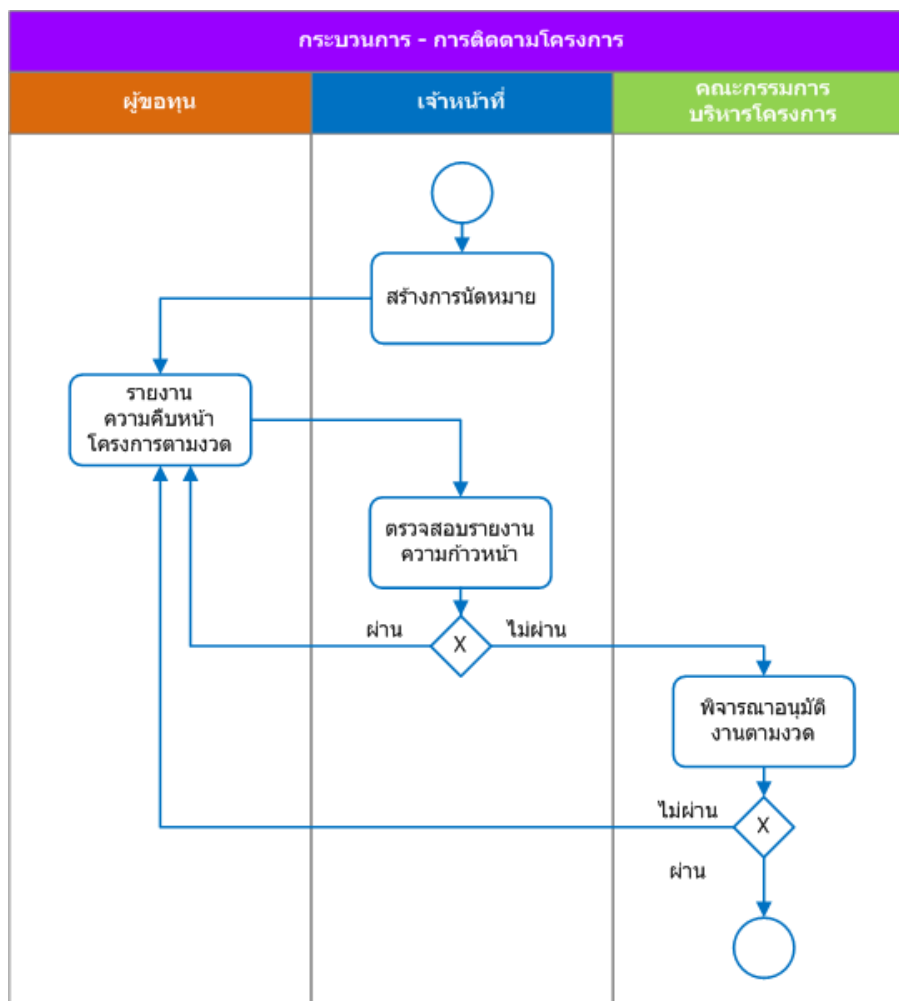 กระบวนการ - การติดตามโครงการ
ผู้ขอทุน
เจ้าหน้าที่
คณะกรรมการ
บริหารโครงการ
สร้างการนัดหมาย
รายงาน
ความคืบหน้า
โครงการตามงวด
ตรวจสอบรายงาน
ความก้าวหน้า
ผ่าน
X
ไม่ผ่าน
พิจารณาอนุมัติ
งานตามงวด
ไม่ผ่าน
X
ผ่าน